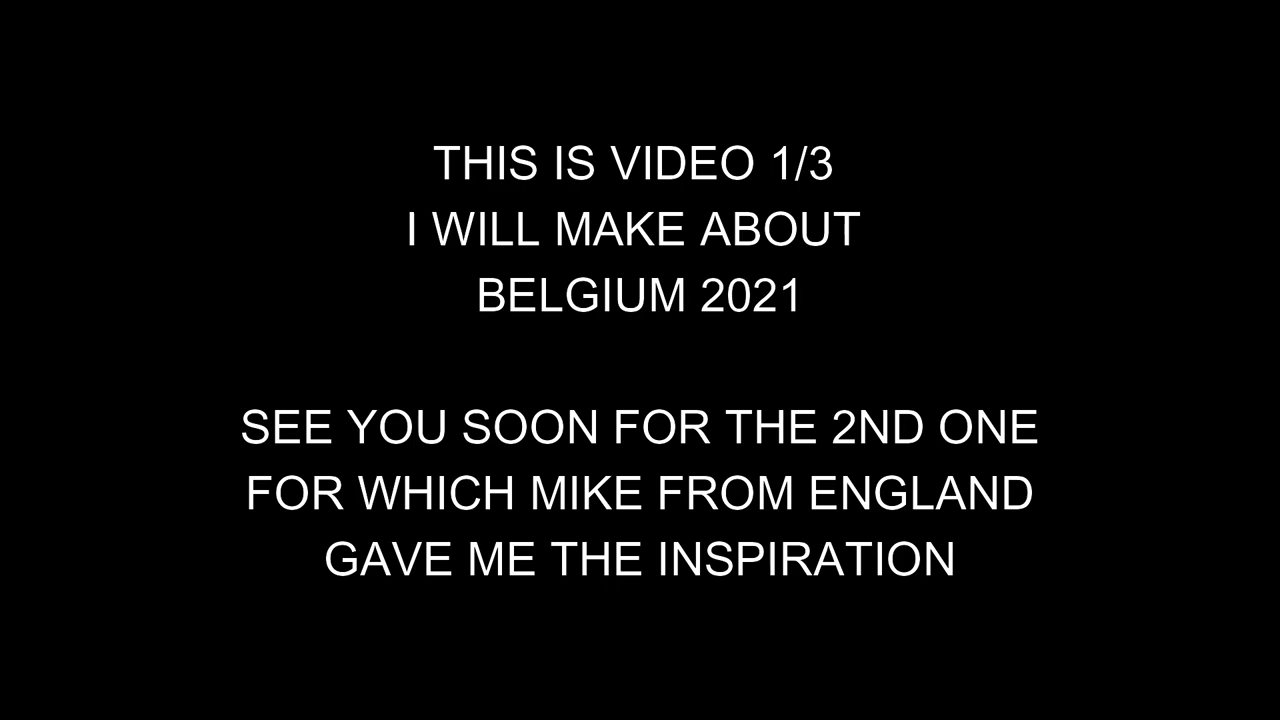 THIS IS VIDEO 1/3
I WILL MAKE ABOUT
BELGIUM 2021
SEE YOU SOON FOR THE 2ND ONE
FOR WHICH MIKE FROM ENGLAND
GAVE ME THE INSPIRATION